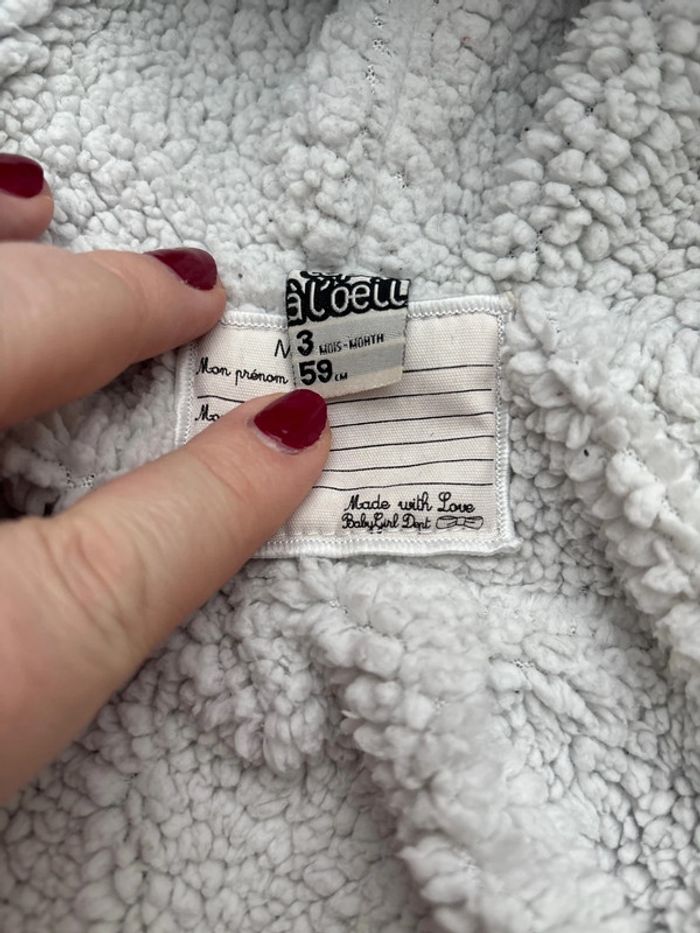 à l'oeil
3 MOIS-MONTH
59 CM
Mon prénom
Made with Love
BabyGirl Dept